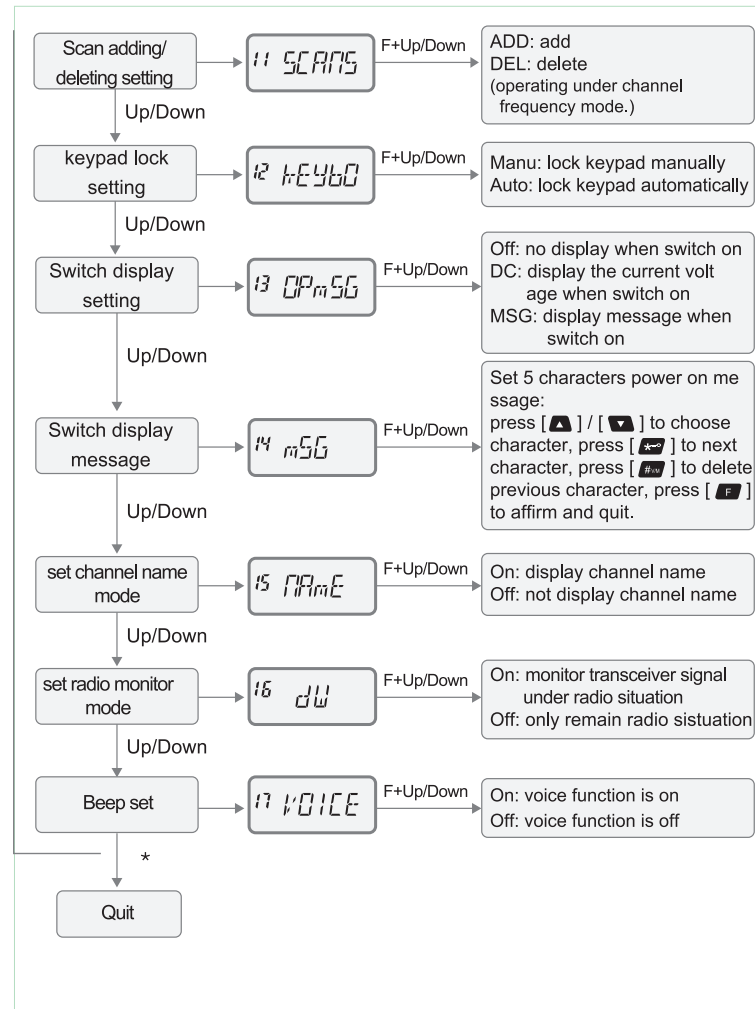 Scan adding/
deleting setting
11 SCANS
F+Up/Down
ADD: add
DEL: delete
(operating under channel
frequency mode.)
Up/Down
keypad lock
setting
12 KEYBO
F+Up/Down
Manu: lock keypad manually
Auto: lock keypad automatically
Up/Down
Switch display
setting
13 OPmSG
F+Up/Down
Off: no display when switch on
DC: display the current volt
age when switch on
MSG: display message when
switch on
Up/Down
Switch display
message
14 mSG
F+Up/Down
Set 5 characters power on me
ssage:
press [ ▲ ] / [ ▼ ] to choose
character, press [ * ] to next
character, press [ # ] to delete
previous character, press [ F ]
to affirm and quit.
Up/Down
set channel name
mode
15 NAmE
F+Up/Down
On: display channel name
Off: not display channel name
Up/Down
set radio monitor
mode
16 dW
F+Up/Down
On: monitor transceiver signal
under radio situation
Off: only remain radio sistuation
Up/Down
Beep set
17 VOICE
F+Up/Down
On: voice function is on
Off: voice function is off
*
Quit